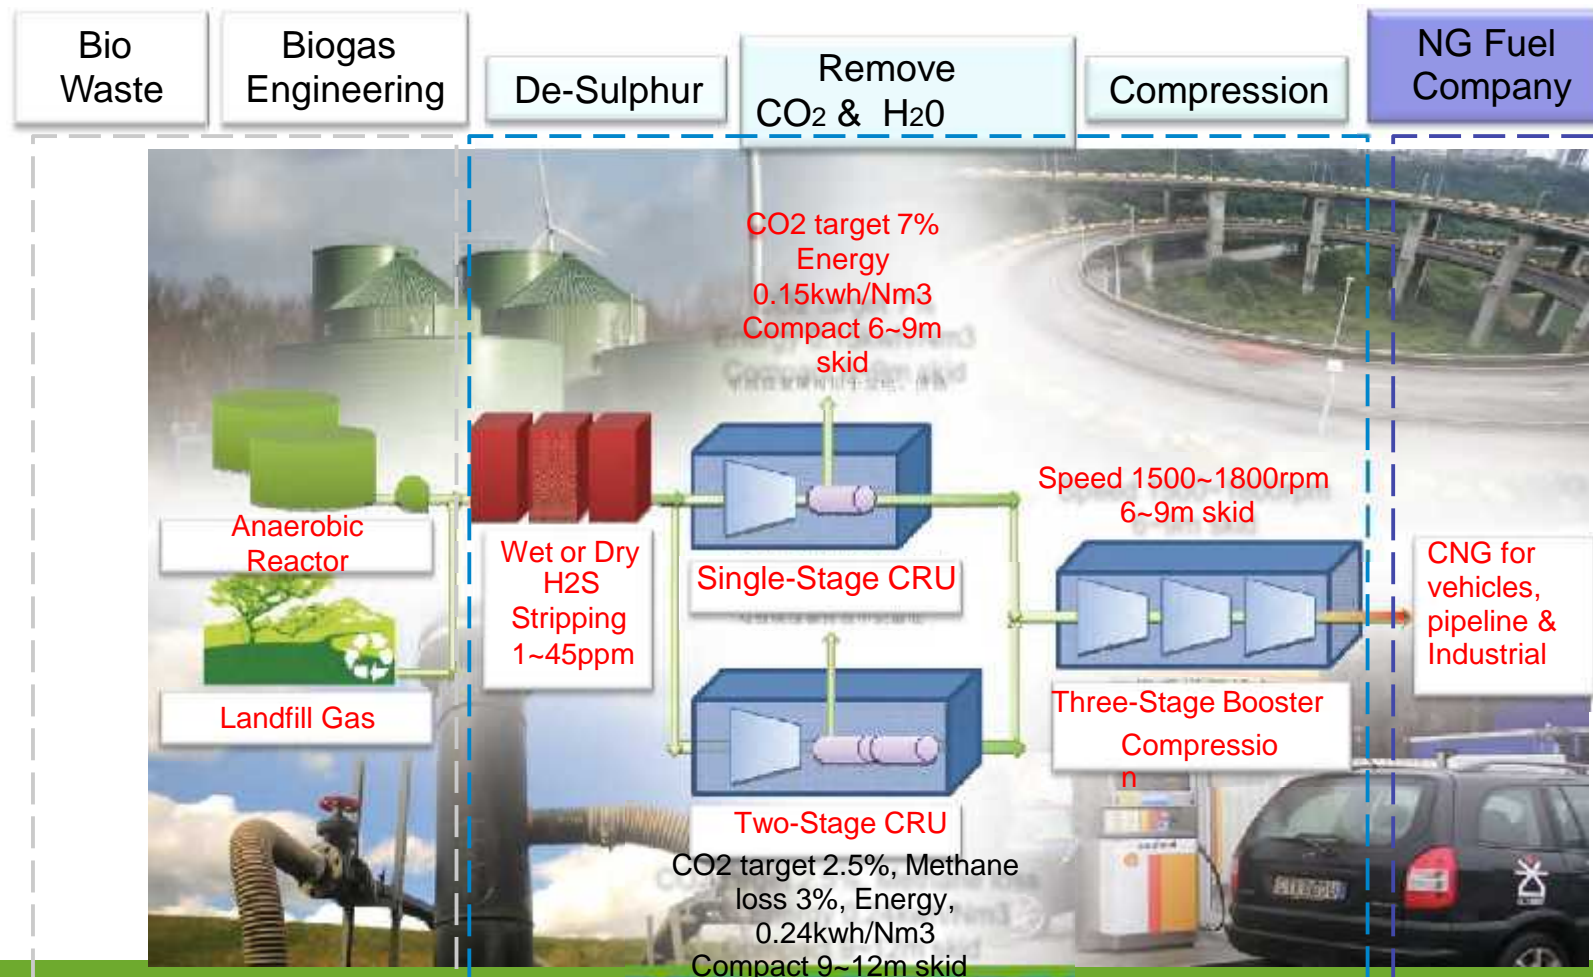 Bio
Waste
Biogas
Engineering
De-Sulphur
Remove
CO2 & H20
Compression
NG Fuel
Company
CO2 target 7%
Energy
0.15kwh/Nm3
Compact 6~9m
skid
Anaerobic
Reactor
Landfill Gas
Wet or Dry
H2S
Stripping
1~45ppm
Single-Stage CRU
Speed 1500~1800rpm
6~9m skid
Three-Stage Booster
Compressio
n
CNG for
vehicles,
pipeline &
Industrial
Two-Stage CRU
CO2 target 2.5%, Methane
loss 3%, Energy,
0.24kwh/Nm3
Compact 9~12m skid